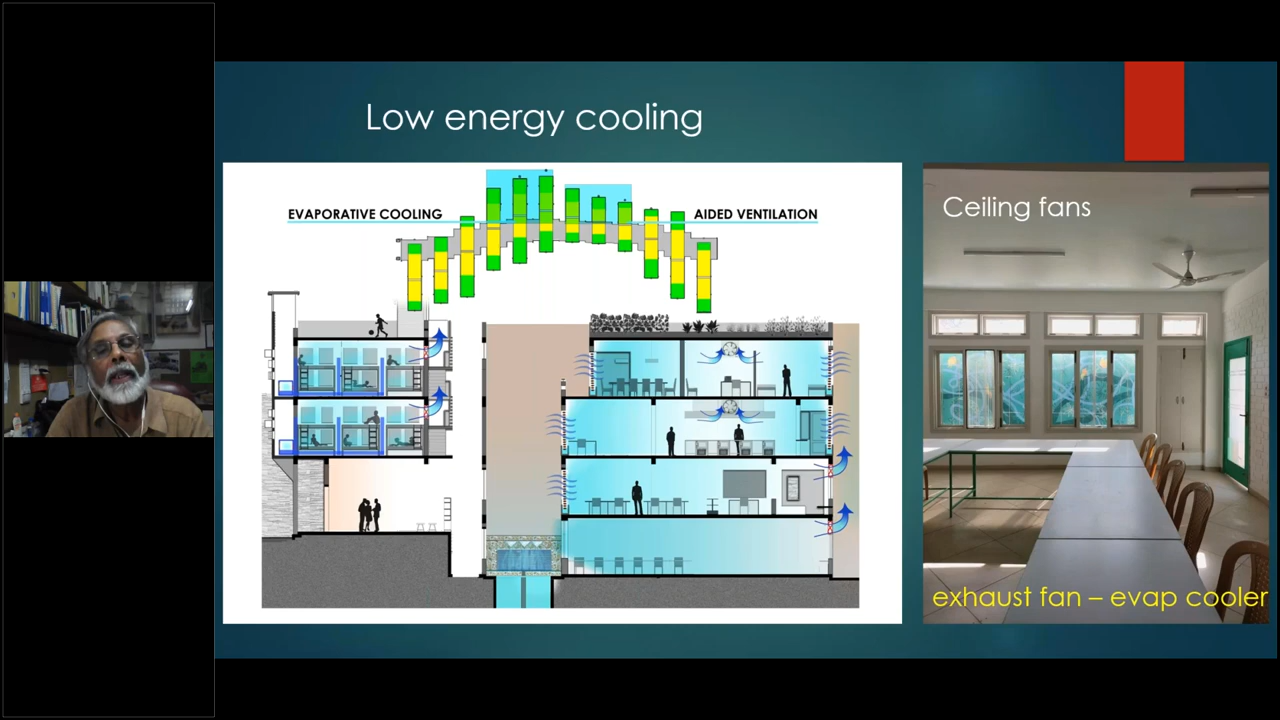 Low energy cooling
EVAPORATIVE COOLING
AIDED VENTILATION
Ceiling fans
exhaust fan – evap cooler